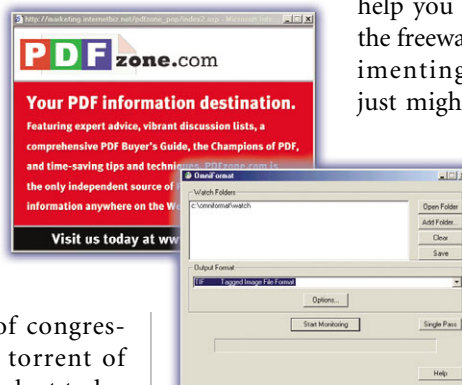 help you
the freewa
imenting
just migh
http://marketing.internetbiz.net/pdfzone_pop/index2.asp - Microsoft
PDFzone.com
Your PDF information destination.
Featuring expert advice, vibrant discussion lists, a
comprehensive PDF Buyer's Guide, the Champions of PDF,
and time-saving tips and techniques. PDFzone.com is
the only independent source of
information anywhere on the We
Visit us today at ww
OmniFormat
Watch Folders
c:\omniformat\watch
Open Folder
Add Folder...
Clear
Save
Output Format
TIF Tagged Image File Format
Options...
Start Monitoring
Single Pass
Help
of congres-
torrent of